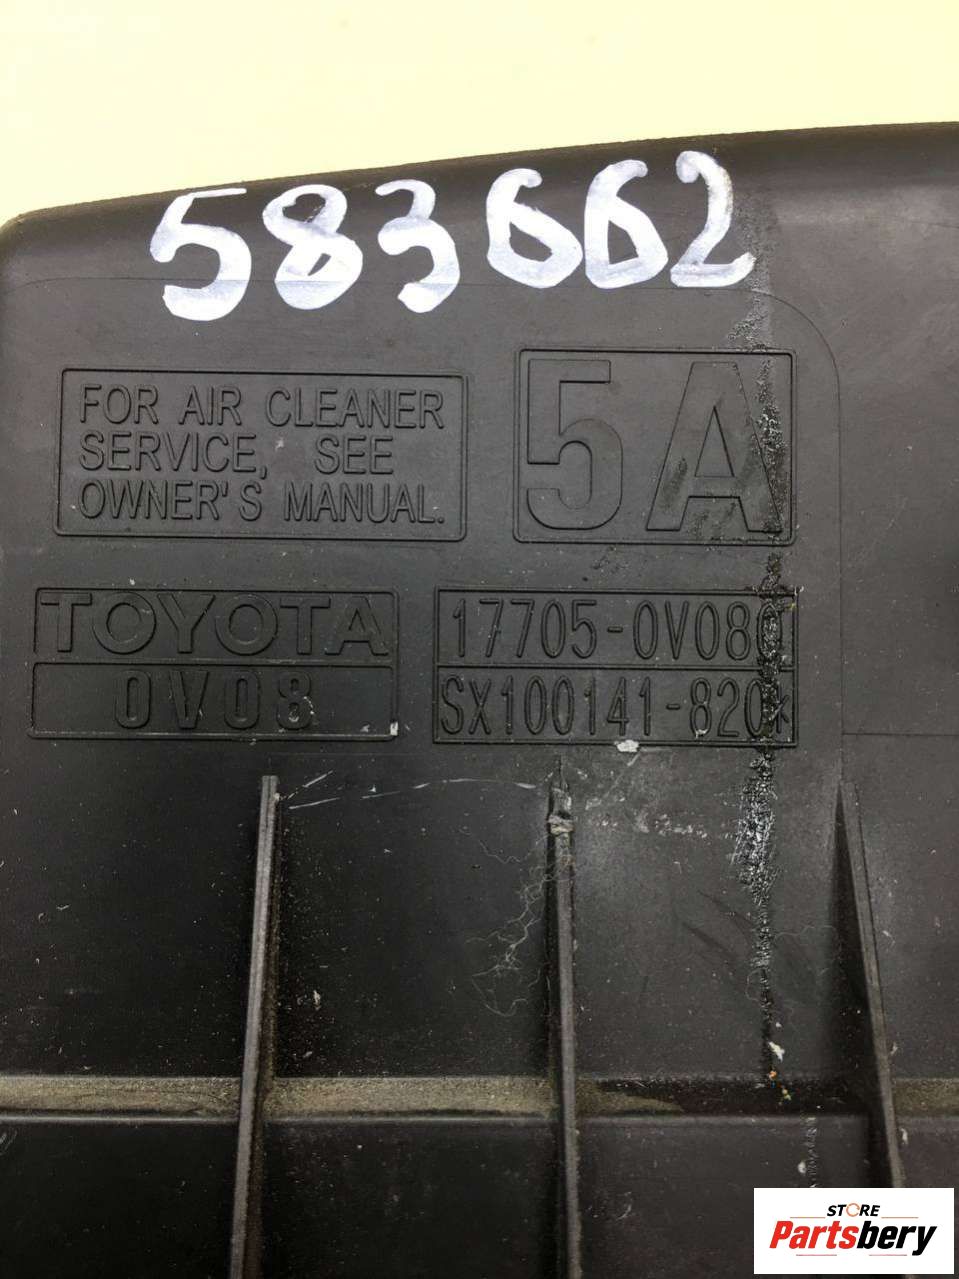 583662
FOR AIR CLEANER
SERVICE, SEE
OWNER'S MANUAL.
5A
TOYOTA
0V08
17705-0V080
SX100141-820
STORE
Partsbery